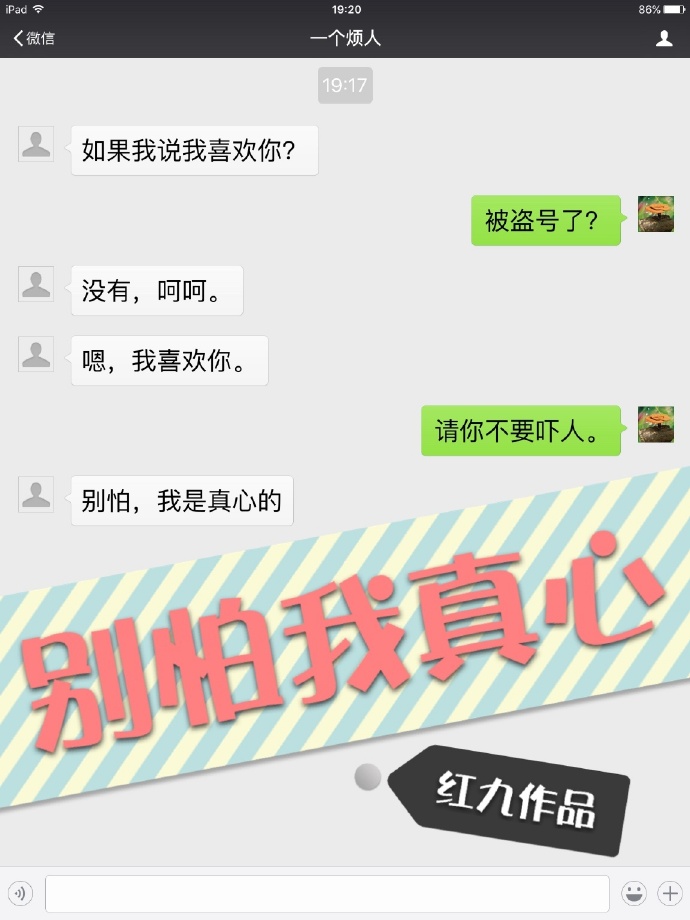 iPad
19:20
86%
微信
一个烦人
19:17
如果我说我喜欢你?
被盗号了?
没有，呵呵。
嗯，我喜欢你。
请你不要吓人。
别怕，我是真心的
别怕我真心
红九作品